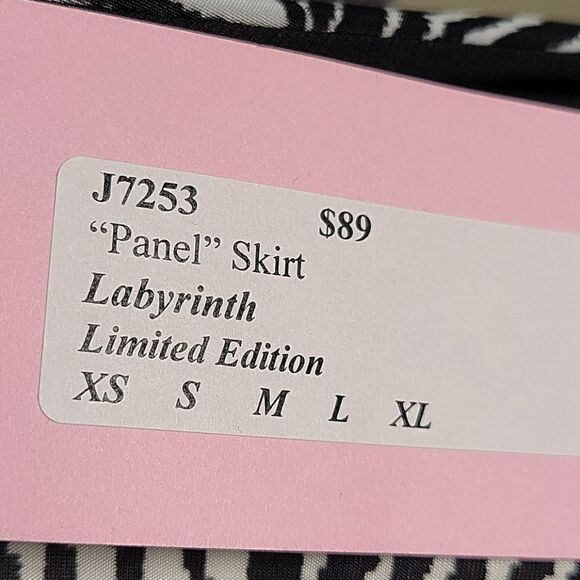 J7253 $89
“Panel” Skirt
Labyrinth
Limited Edition
XS S M L XL